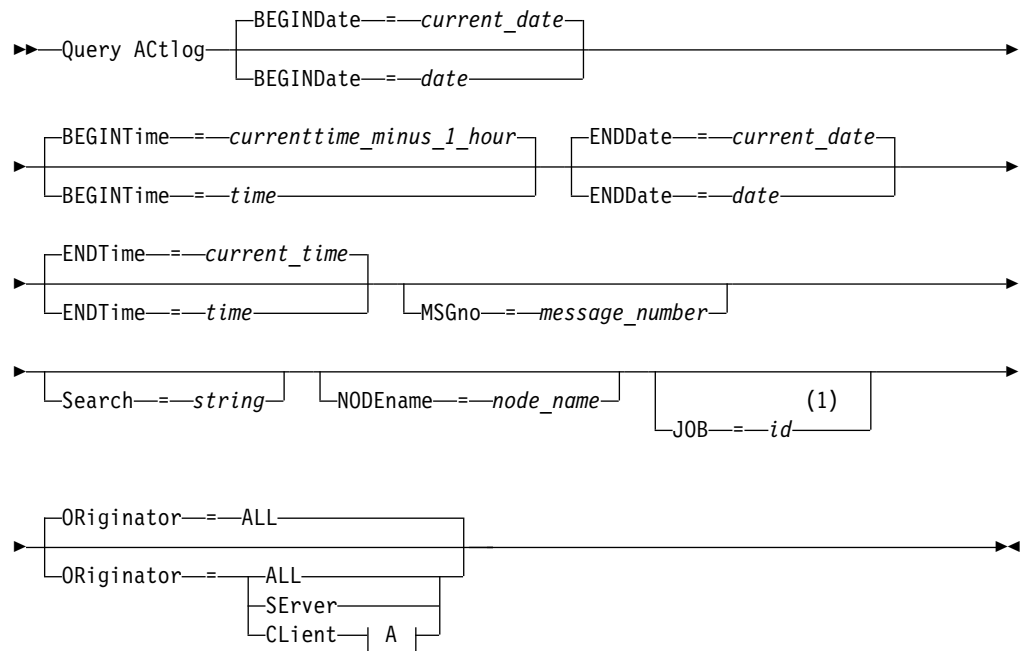 BEGINDate = current_date
Query ACtlog
BEGINDate = date
BEGINTime = currenttime_minus_1_hour ENDDate = current_date
BEGINTime = time ENDDate = date
ENDTime = current_time
ENDTime = time MSGno = message_number
Search = string NODEname = node_name (1)
JOB = id
ORiginator = ALL
ORiginator = ALL
SErver
CLient A